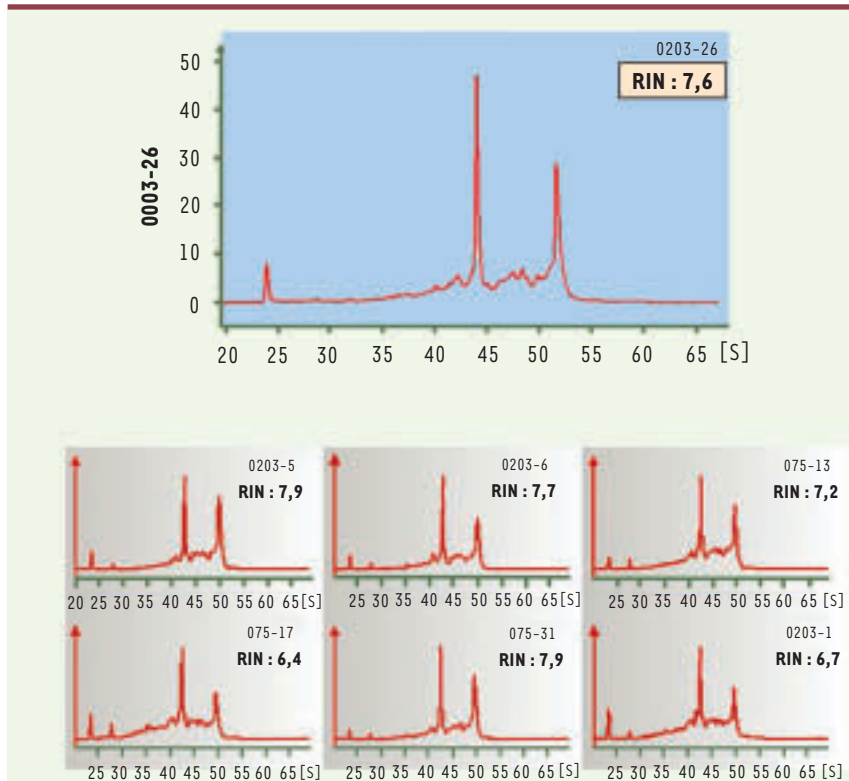 0203-26
RIN : 7,6
0003-26
50
40
30
20
10
0
20 25 30 35 40 45 50 55 60 65 [S]
0203-5
RIN : 7,9
20 25 30 35 40 45 50 55 60 65[S]
0203-6
RIN : 7,7
25 30 35 40 45 50 55 60 65[S]
075-13
RIN : 7,2
25 30 35 40 45 50 55 60 65[S]
075-17
RIN : 6,4
25 30 35 40 45 50 55 60 65[S]
075-31
RIN : 7,9
25 30 35 40 45 50 55 60 65[S]
0203-1
RIN : 6,7
25 30 35 40 45 50 55 60 65[S]